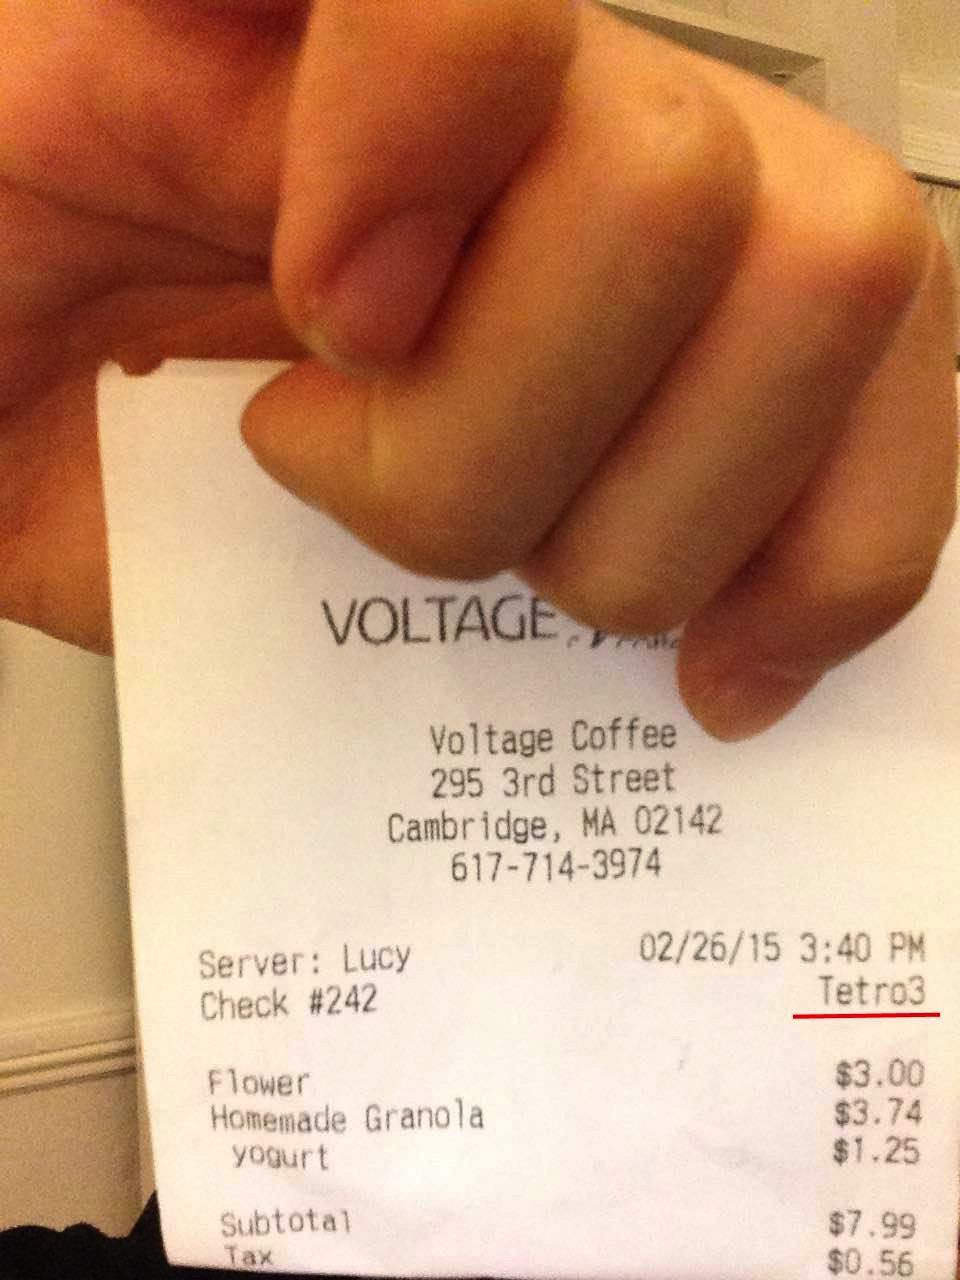 VOLTAGE
Voltage Coffee
295 3rd Street
Cambridge, MA 02142
617-714-3974
Server: Lucy 02/26/15 3:40 PM
Check #242 Tetro3
Flower $3.00
Homemade Granola $3.74
yogurt $1.25
Subtotal $7.99
Tax $0.56